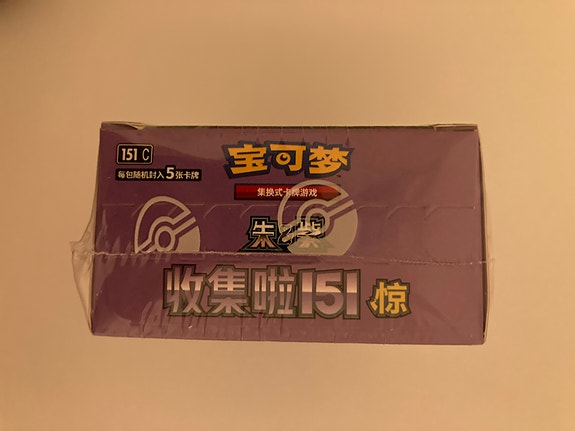 151 C
每包随机封入5张卡牌
宝可梦
集换式卡牌游戏
朱&紫
收集啦151 惊